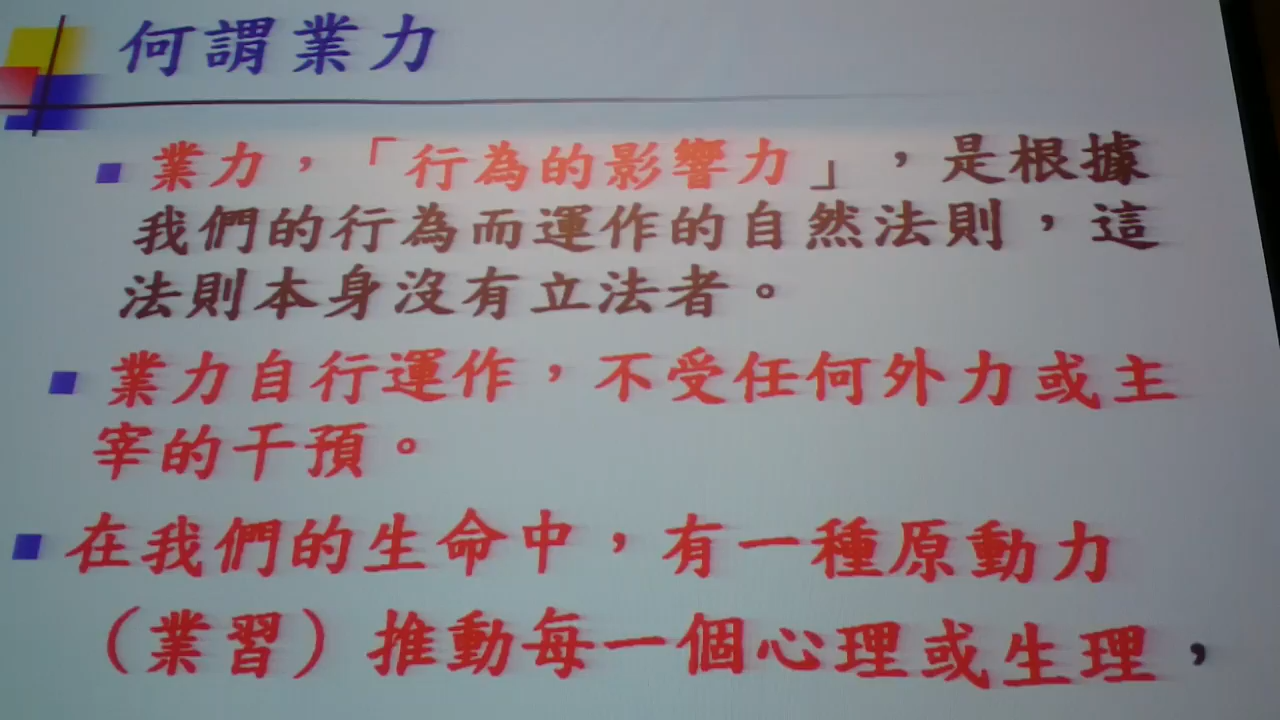 何謂業力
業力，「行為的影響力」，是根據
我們的行為而運作的自然法則，這
法則本身沒有立法者。
業力自行運作，不受任何外力或主
宰的干預。
在我們的生命中，有一種原動力
（業習）推動每一個心理或生理，